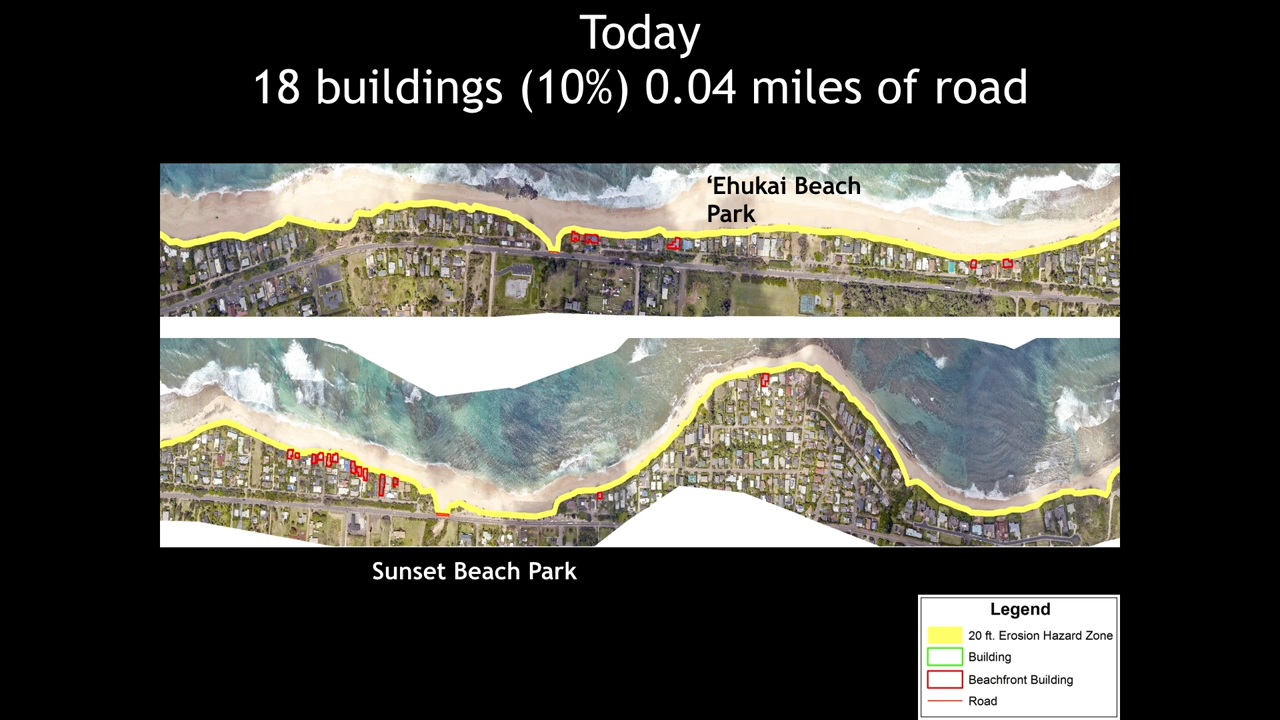 Today
18 buildings (10%) 0.04 miles of road
‘Ehukai Beach
Park
Sunset Beach Park
Legend
20 ft. Erosion Hazard Zone
Building
Beachfront Building
Road